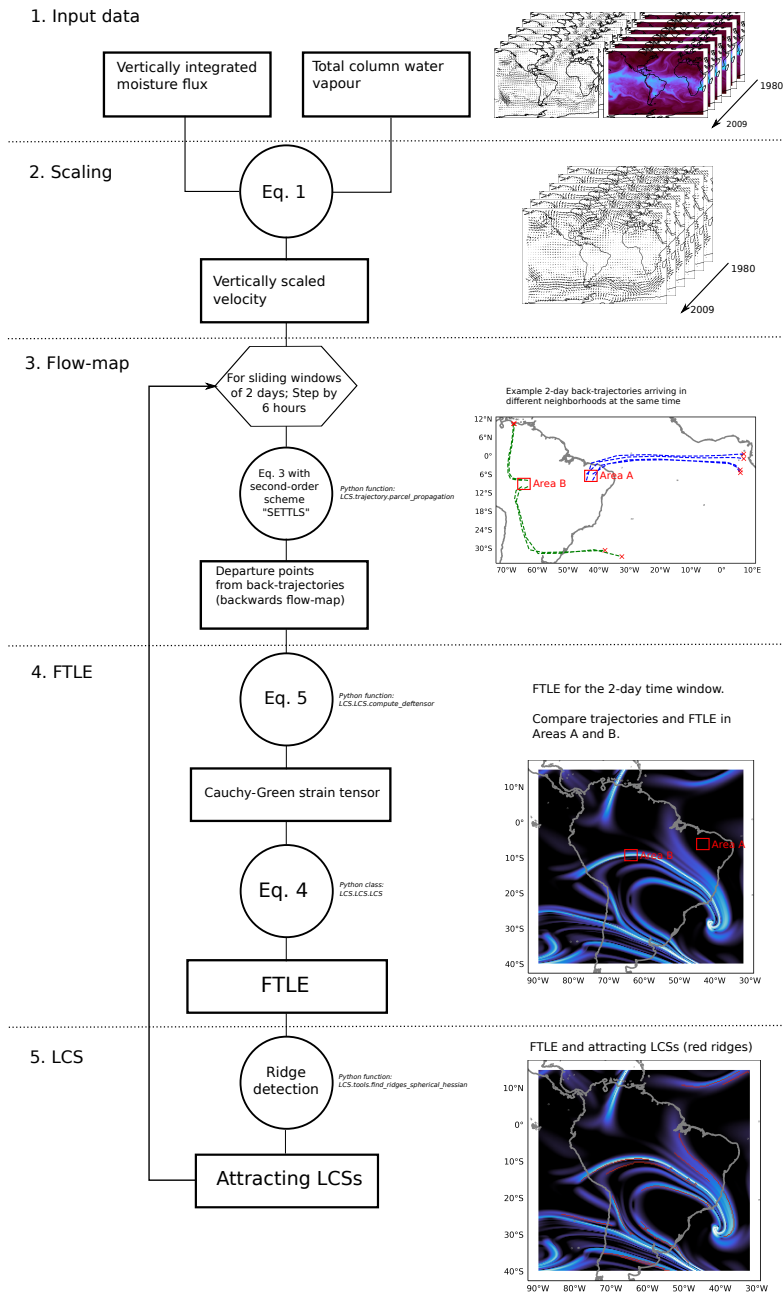 1. Input data
Vertically integrated
moisture flux
Total column water
vapour
1980
2009
2. Scaling
Eq. 1
Vertically scaled
velocity
1980
2009
3. Flow-map
For sliding windows
of 2 days; Step by
6 hours
Eq. 3 with
second-order
scheme
"SETTLS"
Python function:
LCS.trajectory.parcel_propagation
Departure points
from back-trajectories
(backwards flow-map)
Example 2-day back-trajectories arriving in
different neighborhoods at the same time
12°N
6°N
0°
6°S
12°S
18°S
24°S
30°S
Area B
Area A
70°W 60°W 50°W 40°W 30°W 20°W 10°W 0° 10°E
4. FTLE
Eq. 5
Python function:
LCS.LCS.compute_deftensor
Cauchy-Green strain tensor
Eq. 4
Python class:
LCS.LCS.LCS
FTLE
FTLE for the 2-day time window.
Compare trajectories and FTLE in
Areas A and B.
10°N
0°
10°S
20°S
30°S
40°S
Area A
Area B
90°W 80°W 70°W 60°W 50°W 40°W 30°W
5. LCS
Ridge
detection
Python function:
LCS.tools.find_ridges_spherical_hessian
Attracting LCSs
FTLE and attracting LCSs (red ridges)
10°N
0°
10°S
20°S
30°S
40°S
90°W 80°W 70°W 60°W 50°W 40°W 30°W